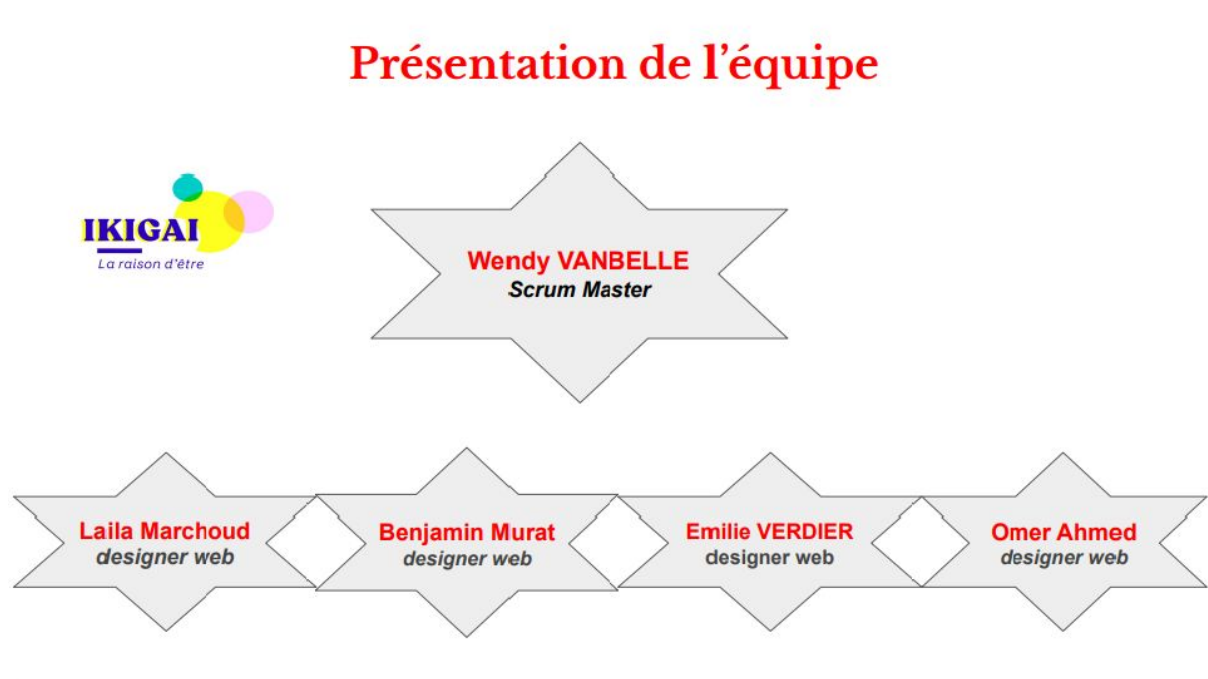 Présentation de l’équipe
IKIGAI
La raison d'être
Wendy VANBELLE
Scrum Master
Laila Marchoud
designer web
Benjamin Murat
designer web
Emilie VERDIER
designer web
Omer Ahmed
designer web